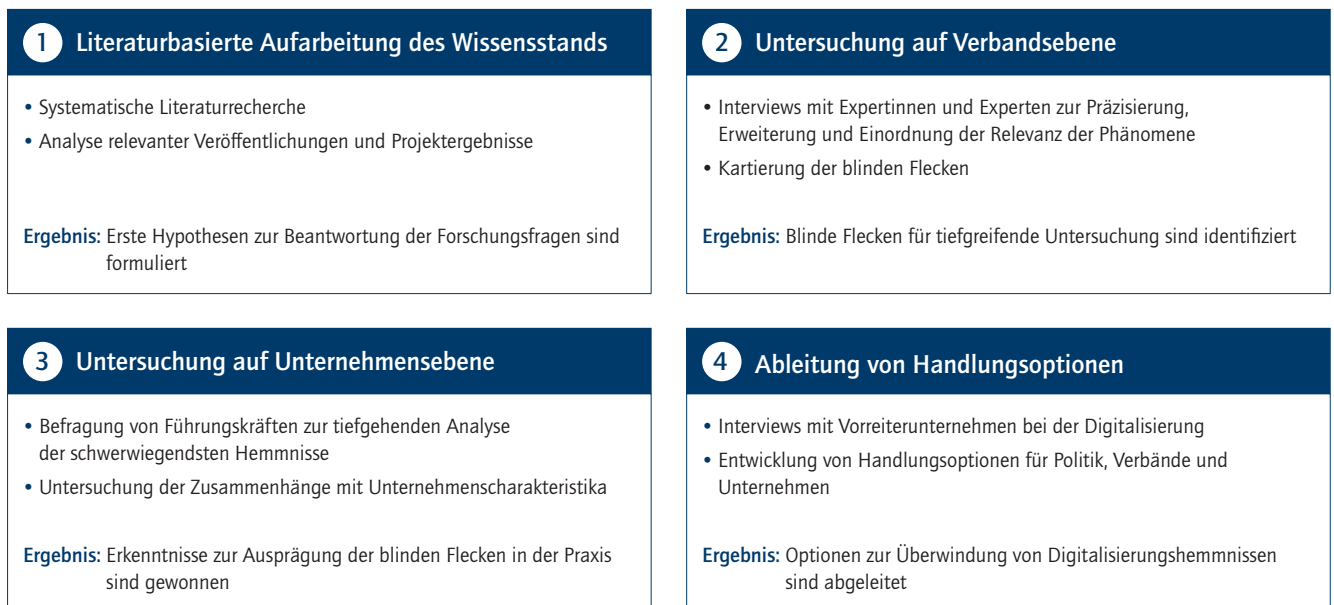 1 Literaturbasierte Aufarbeitung des Wissensstands
• Systematische Literaturrecherche
• Analyse relevanter Veröffentlichungen und Projektergebnisse
Ergebnis: Erste Hypothesen zur Beantwortung der Forschungsfragen sind
formuliert
2 Untersuchung auf Verbandsebene
• Interviews mit Expertinnen und Experten zur Präzisierung,
Erweiterung und Einordnung der Relevanz der Phänomene
• Kartierung der blinden Flecken
Ergebnis: Blinde Flecken für tiefgreifende Untersuchung sind identifiziert
3 Untersuchung auf Unternehmensebene
• Befragung von Führungskräften zur tiefgehenden Analyse
der schwerwiegendsten Hemmnisse
• Untersuchung der Zusammenhänge mit Unternehmenscharakteristika
Ergebnis: Erkenntnisse zur Ausprägung der blinden Flecken in der Praxis
sind gewonnen
4 Ableitung von Handlungsoptionen
• Interviews mit Vorreiterunternehmen bei der Digitalisierung
• Entwicklung von Handlungsoptionen für Politik, Verbände und
Unternehmen
Ergebnis: Optionen zur Überwindung von Digitalisierungshemmnissen
sind abgeleitet